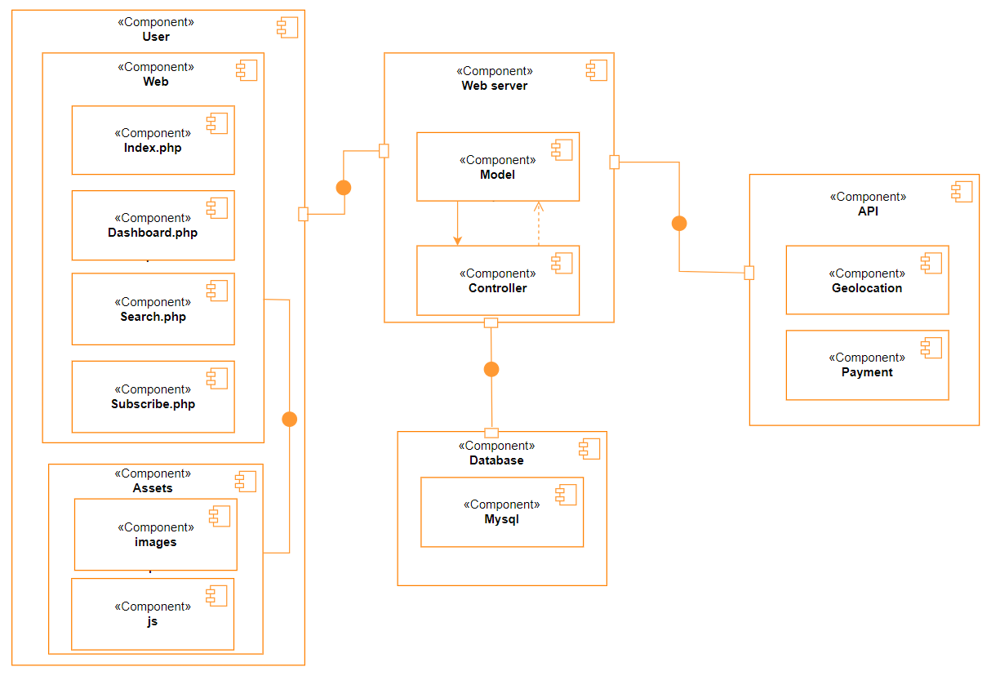 «Component»
User
«Component»
Web
«Component»
Index.php
«Component»
Dashboard.php
«Component»
Search.php
«Component»
Subscribe.php
«Component»
Assets
«Component»
images
«Component»
js
«Component»
Web server
«Component»
Model
«Component»
Controller
«Component»
Database
«Component»
Mysql
«Component»
API
«Component»
Geolocation
«Component»
Payment